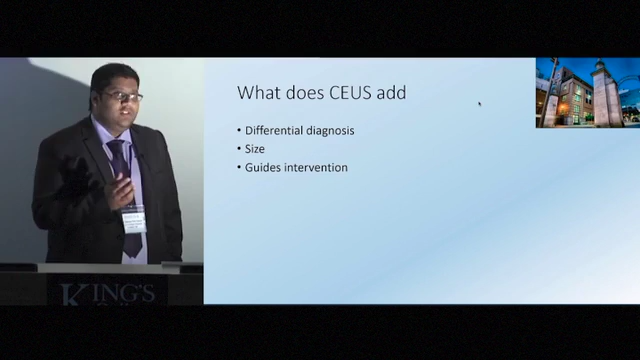 What does CEUS add
• Differential diagnosis
• Size
• Guides intervention
KING'S